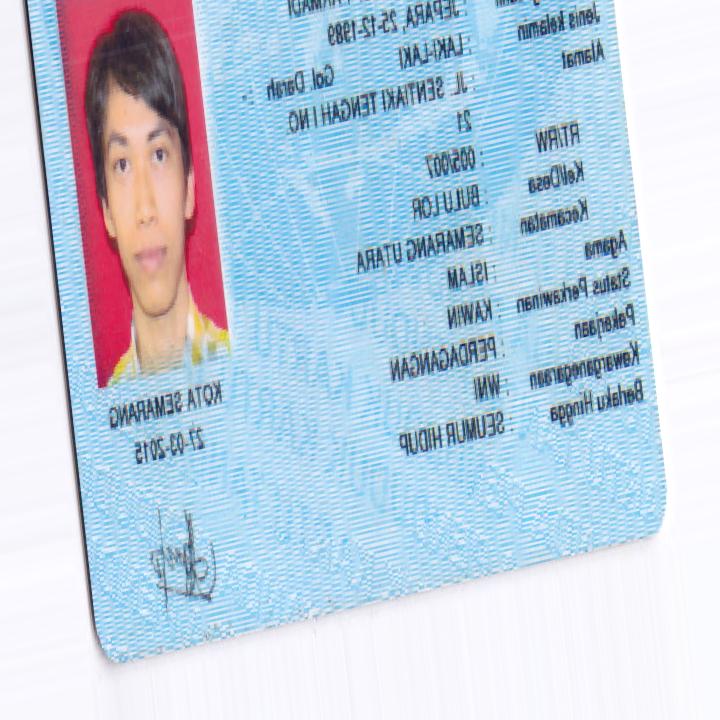 : JEPARA, 25-12-1989
Jenis kelamin : LAKI-LAKI Gol. Darah : -
Alamat : JL. SENTIAKI TENGAH I NO.
21
RT/RW : 005/007
Kel/Desa : BULU LOR
Kecamatan : SEMARANG UTARA
Agama : ISLAM
Status Perkawinan : KAWIN
Pekerjaan : PERDAGANGAN
Kewarganegaraan : WNI
Berlaku Hingga : SEUMUR HIDUP
KOTA SEMARANG
27-03-2015